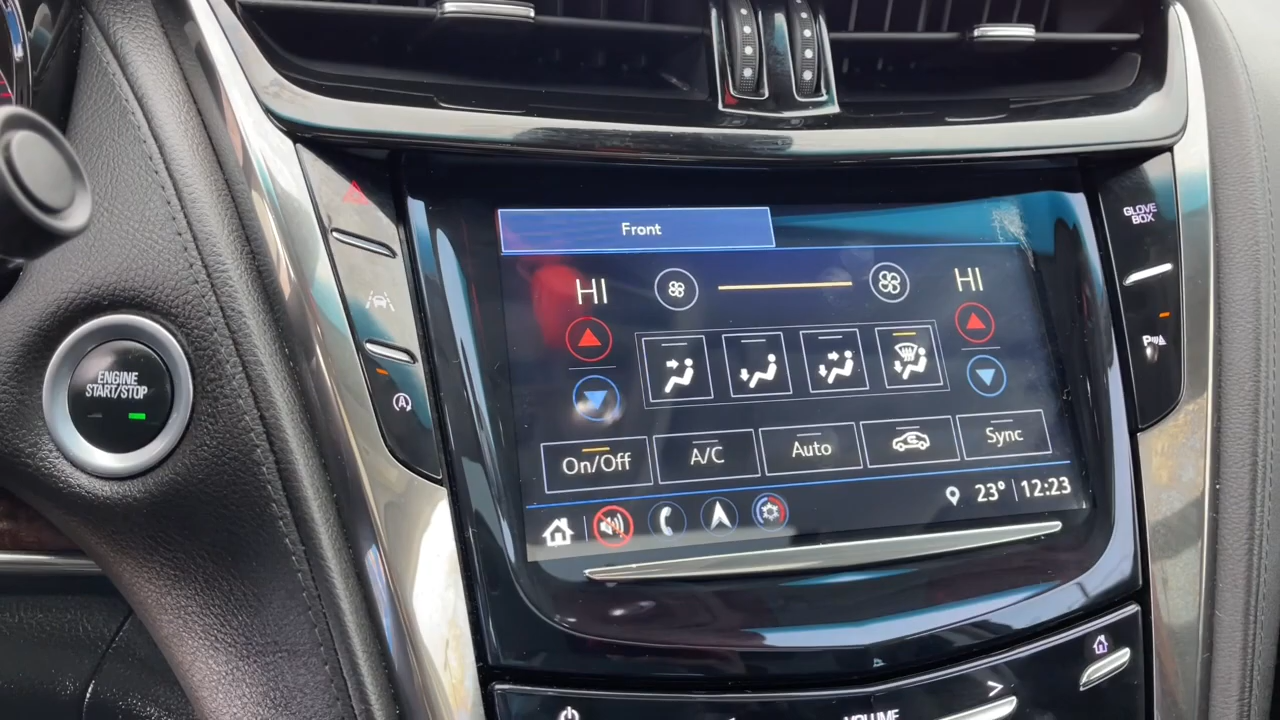 GLOVE
BOX
Front
HI
HI
ENGINE
START/STOP
A
P
On/Off
A/C
Auto
Sync
23° 12:23
VOLUME